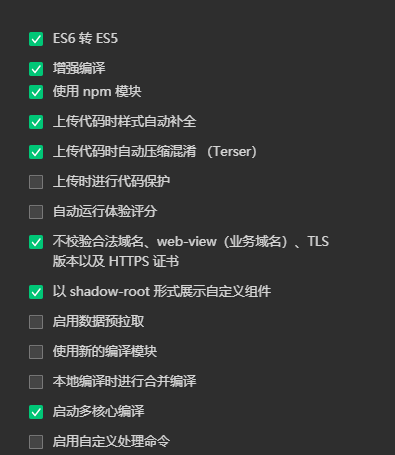 ES6 转 ES5
增强编译
使用 npm 模块
上传代码时样式自动补全
上传代码时自动压缩混淆 （Terser）
上传时进行代码保护
自动运行体验评分
不校验合法域名、web-view（业务域名）、TLS
版本以及 HTTPS 证书
以 shadow-root 形式展示自定义组件
启用数据预拉取
使用新的编译模块
本地编译时进行合并编译
启动多核心编译
启用自定义处理命令